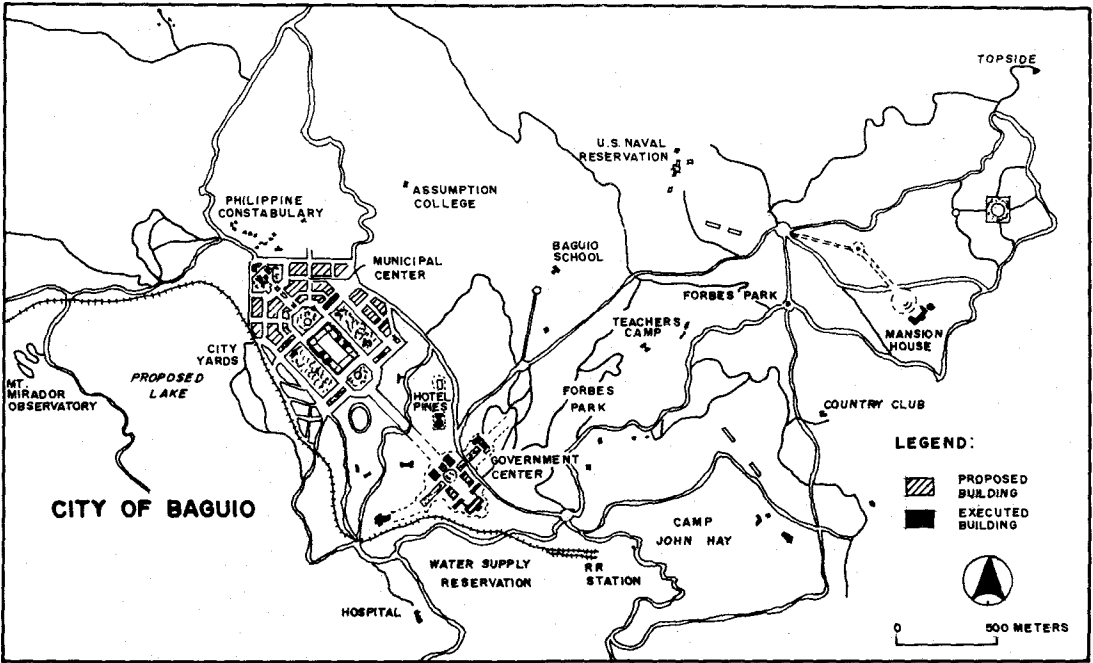 TOPSIDE
U.S. NAVAL
RESERVATION
ASSUMPTION
COLLEGE
PHILIPPINE
CONSTABULARY
BAGUIO
SCHOOL
MUNICIPAL
CENTER
FORBES PARK
TEACHERS
CAMP
MANSION
HOUSE
CITY
YARDS
PROPOSED
LAKE
MT.
MIRADOR
OBSERVATORY
HOTEL
PINES
FORBES
PARK
COUNTRY CLUB
GOVERNMENT
CENTER
LEGEND:
PROPOSED
BUILDING
EXECUTED
BUILDING
CITY OF BAGUIO
CAMP
JOHN HAY
WATER SUPPLY
RESERVATION
RR
STATION
HOSPITAL
0 500 METERS